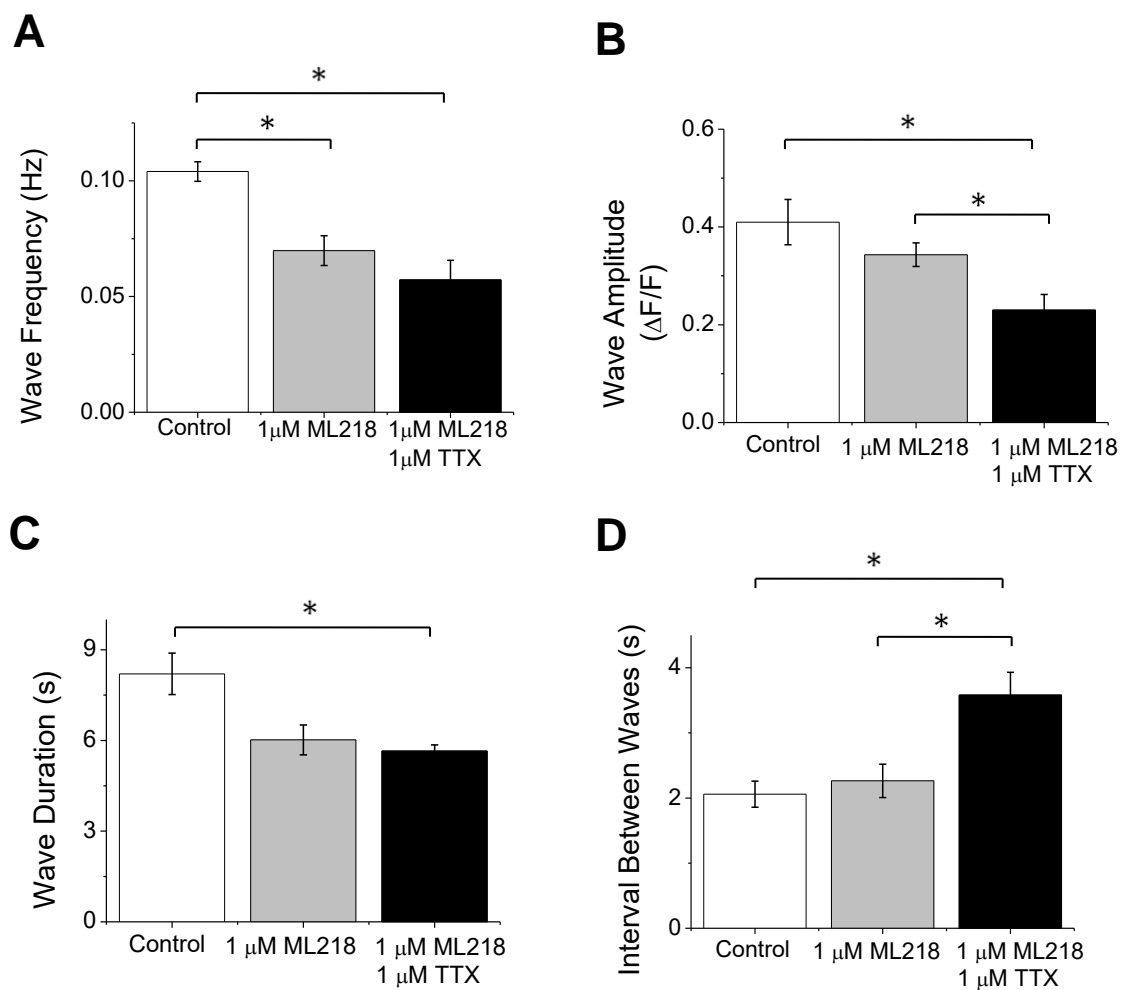 A
*
*
Wave Frequency (Hz)
0.10
0.05
0.00
Control
1μM ML218
1μM ML218
1μM TTX
B
*
*
Wave Amplitude
(ΔF/F)
0.6
0.4
0.2
0.0
Control
1 μM ML218
1 μM ML218
1 μM TTX
C
*
Wave Duration (s)
9
6
3
0
Control
1 μM ML218
1 μM ML218
1 μM TTX
D
*
*
Interval Between Waves (s)
4
2
0
Control
1 μM ML218
1 μM ML218
1 μM TTX